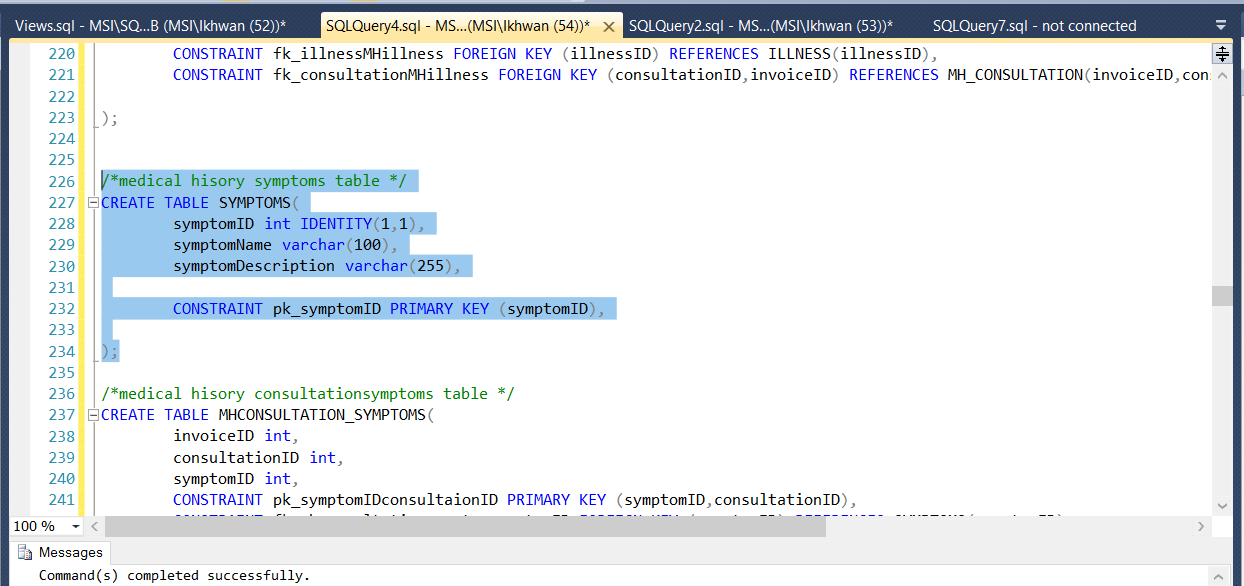 Views.sql - MSI\SQ...B (MSI\Ikhwan (52))* SQLQuery4.sql - MS...(MSI\Ikhwan (54))* SQLQuery2.sql - MS...(MSI\Ikhwan (53))* SQLQuery7.sql - not connected
220 CONSTRAINT fk_illnessMHillness FOREIGN KEY (illnessID) REFERENCES ILLNESS(illnessID),
221 CONSTRAINT fk_consultationMHillness FOREIGN KEY (consultationID,invoiceID) REFERENCES MH_CONSULTATION(invoiceID,con
222
223 );
224
225
226 /*medical hisory symptoms table */
227 CREATE TABLE SYMPTOMS(
228 symptomID int IDENTITY(1,1),
229 symptomName varchar(100),
230 symptomDescription varchar(255),
231
232 CONSTRAINT pk_symptomID PRIMARY KEY (symptomID),
233
234 );
235
236 /*medical hisory consultationsymptoms table */
237 CREATE TABLE MHCONSULTATION_SYMPTOMS(
238 invoiceID int,
239 consultationID int,
240 symptomID int,
241 CONSTRAINT pk_symptomIDconsultaionID PRIMARY KEY (symptomID,consultationID),
100 %
Messages
Command(s) completed successfully.